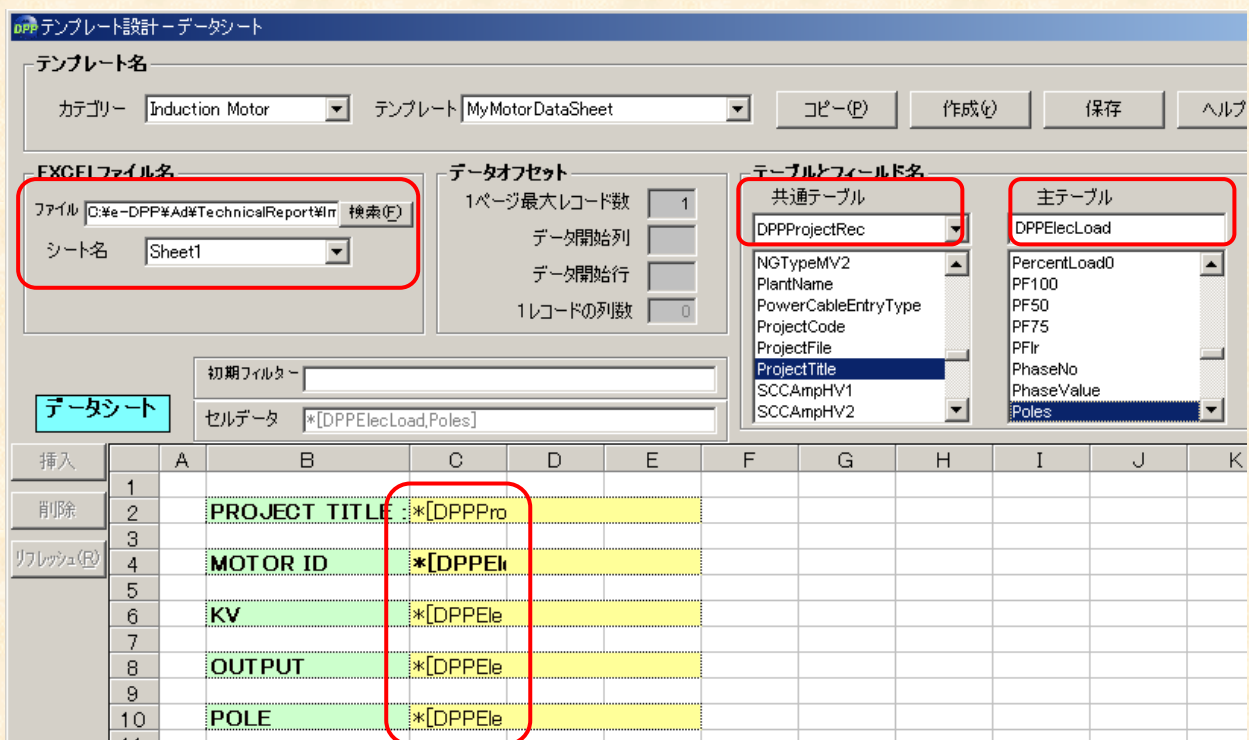 DPP テンプレート設計－データシート
テンプレート名
カテゴリー Induction Motor テンプレート MyMotorDataSheet コピー(P) 作成(r) 保存 ヘルプ
EXCELファイル名 データオフセット テーブルとフィールド名
ファイル C:¥e-DPP¥Ad¥TechnicalReport¥Im 検索(F)
シート名 Sheet1
1ページ最大レコード数 1
データ開始列
データ開始行
1レコードの列数 0
共通テーブル 主テーブル
DPPProjectRec DPPElecLoad
NGTypeMV2 PercentLoad0
PlantName PF100
PowerCableEntryType PF50
ProjectCode PF75
ProjectFile PFlr
ProjectTitle PhaseNo
SCCAmpHV1 PhaseValue
SCCAmpHV2 Poles
初期フィルター
データシート
セルデータ *[DPPElecLoad,Poles]
挿入
削除
リフレッシュ(R)
A B C D E F G H I J K
1
2 PROJECT TITLE : *[DPPPro
3
4 MOTOR ID *[DPPEl
5
6 KV *[DPPEle
7
8 OUTPUT *[DPPEle
9
10 POLE *[DPPEle